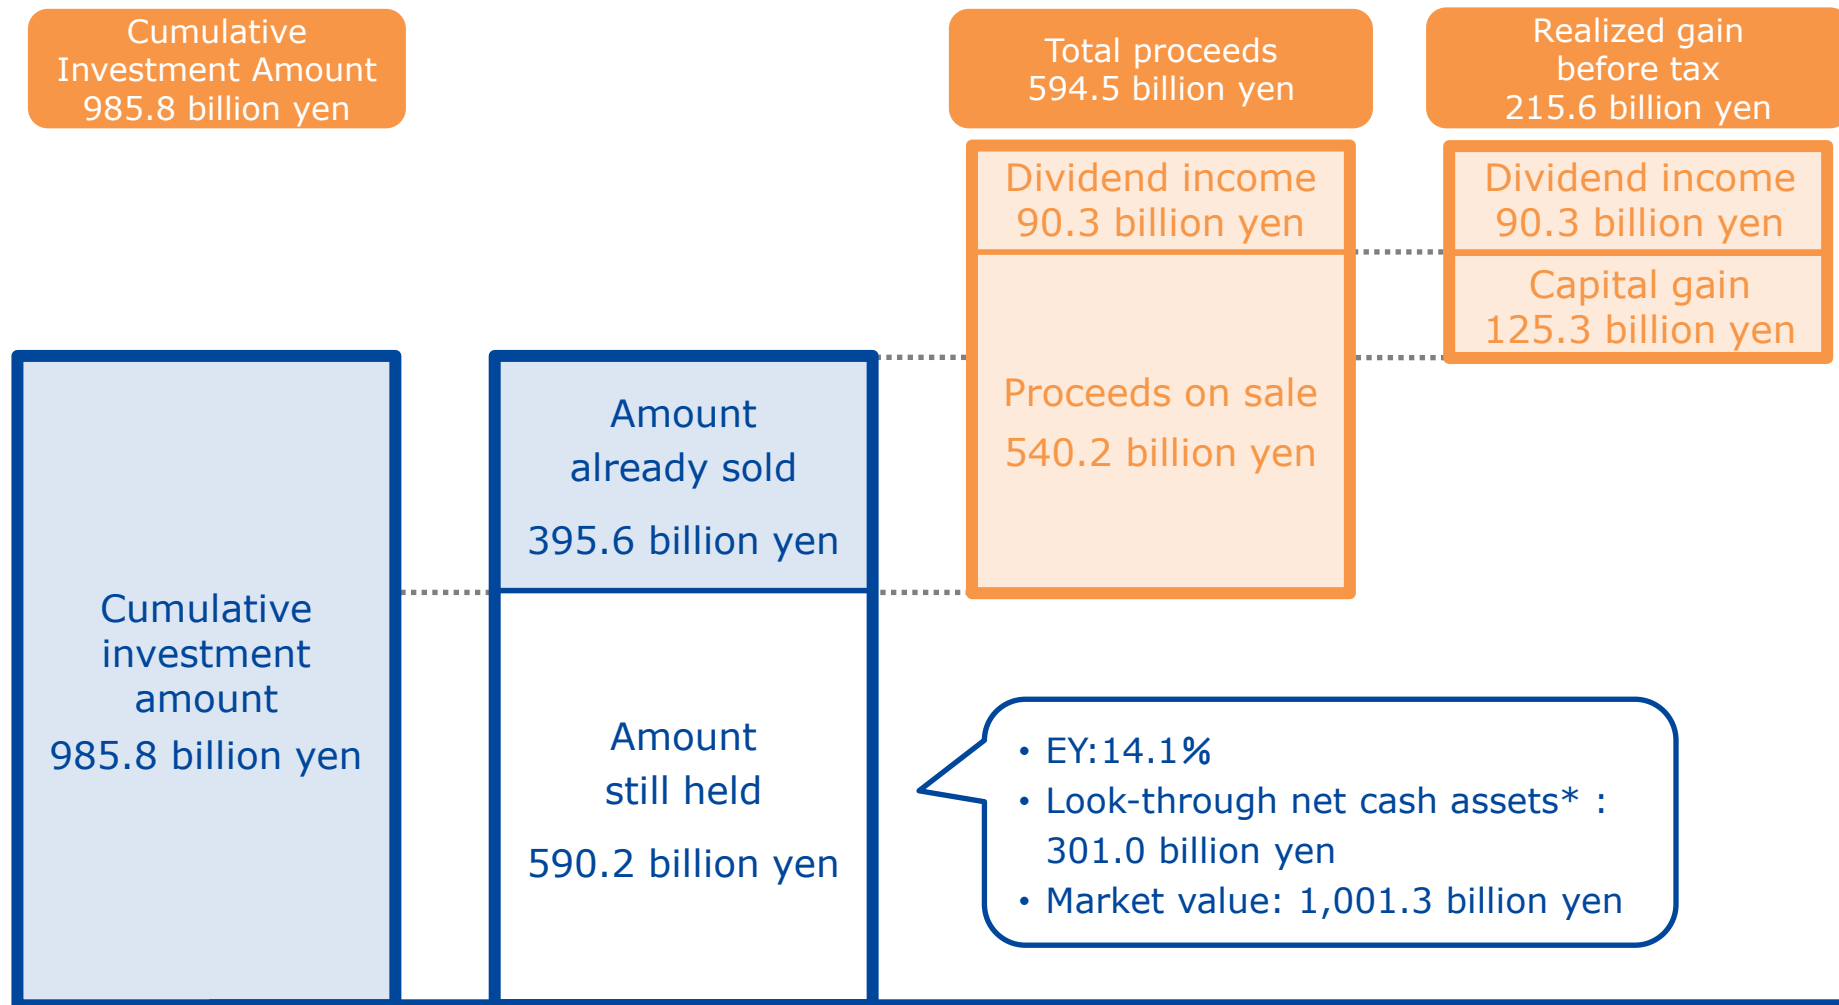 Cumulative
Investment Amount
985.8 billion yen
Total proceeds
594.5 billion yen
Realized gain
before tax
215.6 billion yen
Dividend income
90.3 billion yen
Dividend income
90.3 billion yen
Capital gain
125.3 billion yen
Proceeds on sale
540.2 billion yen
Amount
already sold
395.6 billion yen
Cumulative
investment
amount
985.8 billion yen
Amount
still held
590.2 billion yen
• EY:14.1%
• Look-through net cash assets* :
301.0 billion yen
• Market value: 1,001.3 billion yen